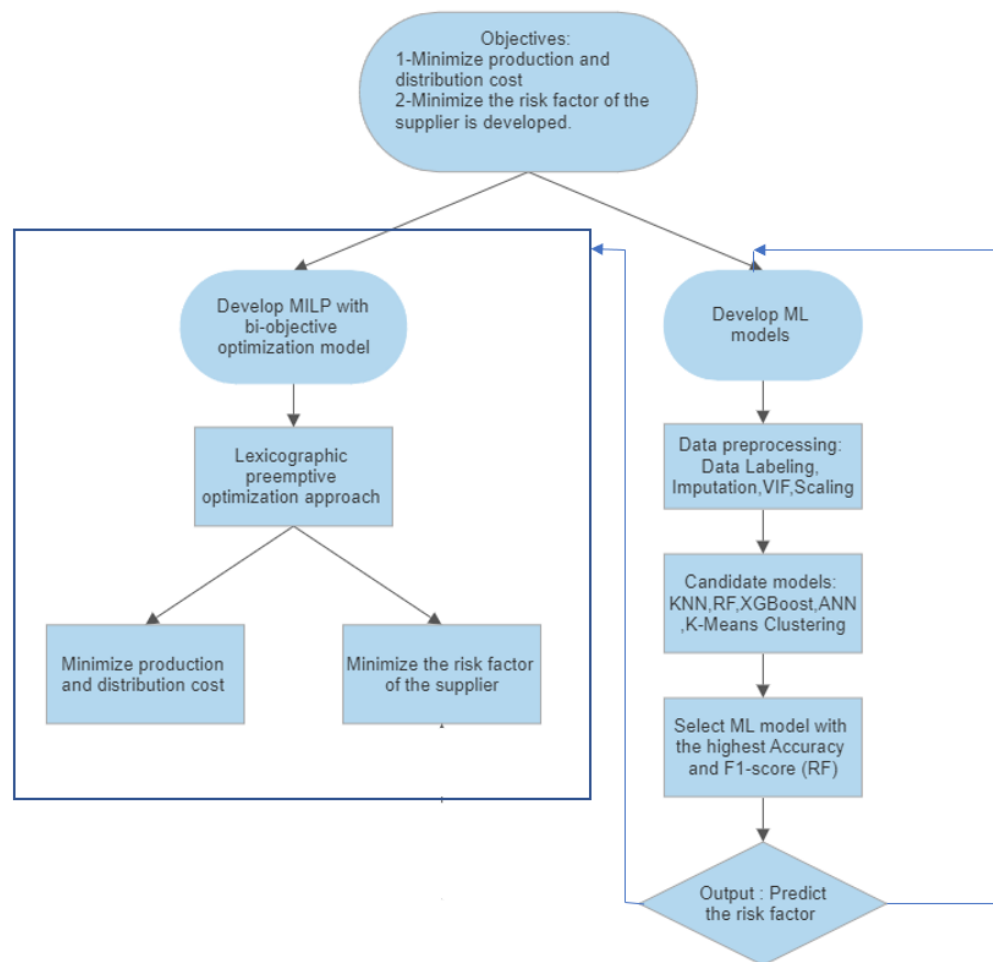 Objectives:
1-Minimize production and
distribution cost
2-Minimize the risk factor of the
supplier is developed.
Develop MILP with
bi-objective
optimization model
Lexicographic
preemptive
optimization approach
Minimize production
and distribution cost
Minimize the risk factor
of the supplier
Develop ML
models
Data preprocessing:
Data Labeling,
Imputation,VIF,Scaling
Candidate models:
KNN,RF,XGBoost,ANN
,K-Means Clustering
Select ML model with
the highest Accuracy
and F1-score (RF)
Output : Predict
the risk factor